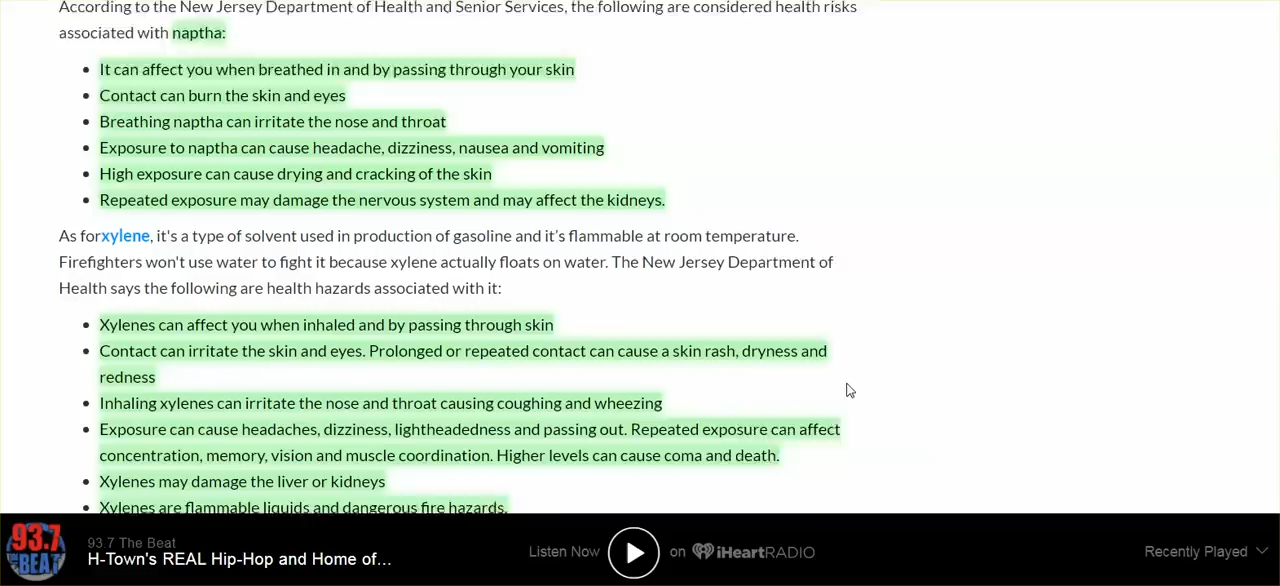 According to the New Jersey Department of Health and Senior Services, the following are considered health risks
associated with naptha:
It can affect you when breathed in and by passing through your skin
Contact can burn the skin and eyes
Breathing naptha can irritate the nose and throat
Exposure to naptha can cause headache, dizziness, nausea and vomiting
High exposure can cause drying and cracking of the skin
Repeated exposure may damage the nervous system and may affect the kidneys.
As forxylene, it's a type of solvent used in production of gasoline and it's flammable at room temperature.
Firefighters won't use water to fight it because xylene actually floats on water. The New Jersey Department of
Health says the following are health hazards associated with it:
Xylenes can affect you when inhaled and by passing through skin
Contact can irritate the skin and eyes. Prolonged or repeated contact can cause a skin rash, dryness and
redness
Inhaling xylenes can irritate the nose and throat causing coughing and wheezing
Exposure can cause headaches, dizziness, lightheadedness and passing out. Repeated exposure can affect
concentration, memory, vision and muscle coordination. Higher levels can cause coma and death.
Xylenes may damage the liver or kidneys
Xylenes are flammable liquids and dangerous fire hazards.
93.7
THE BEAT
93.7 The Beat
H-Town's REAL Hip-Hop and Home of...
Listen Now on iHeartRADIO
Recently Played